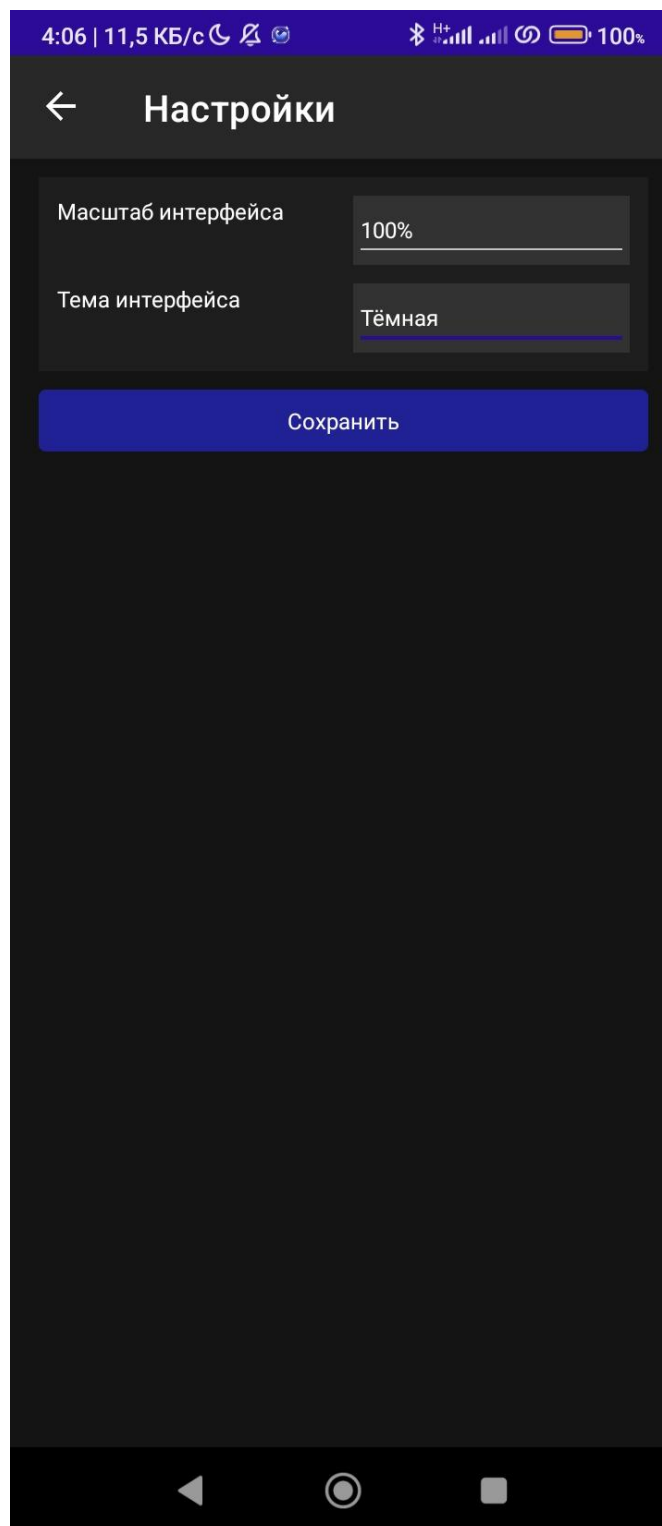 4:06 | 11,5 КБ/с H+ 100%
Настройки
Масштаб интерфейса
100%
Тема интерфейса
Тёмная
Сохранить